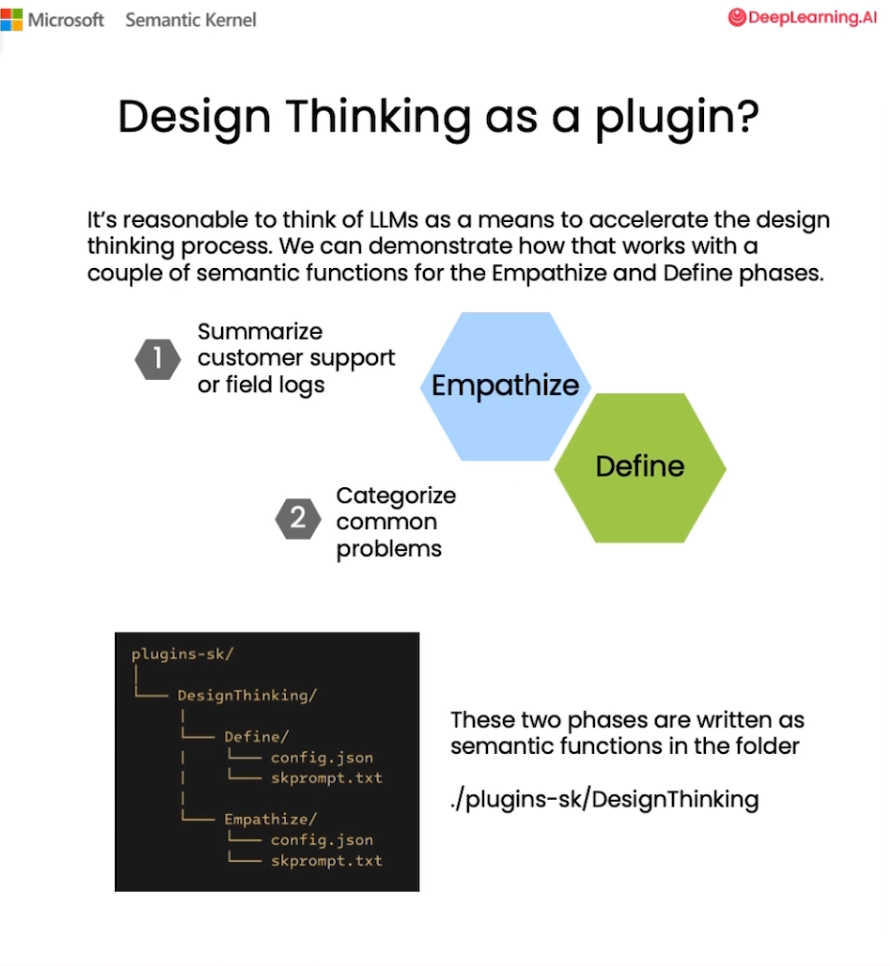 Microsoft Semantic Kernel
DeepLearning.AI
Design Thinking as a plugin?
It's reasonable to think of LLMs as a means to accelerate the design
thinking process. We can demonstrate how that works with a
couple of semantic functions for the Empathize and Define phases.
1
Summarize
customer support
or field logs
Empathize
Define
2
Categorize
common
problems
plugins-sk/
DesignThinking/
Define/
config.json
skprompt.txt
Empathize/
config.json
skprompt.txt
These two phases are written as
semantic functions in the folder
./plugins-sk/DesignThinking